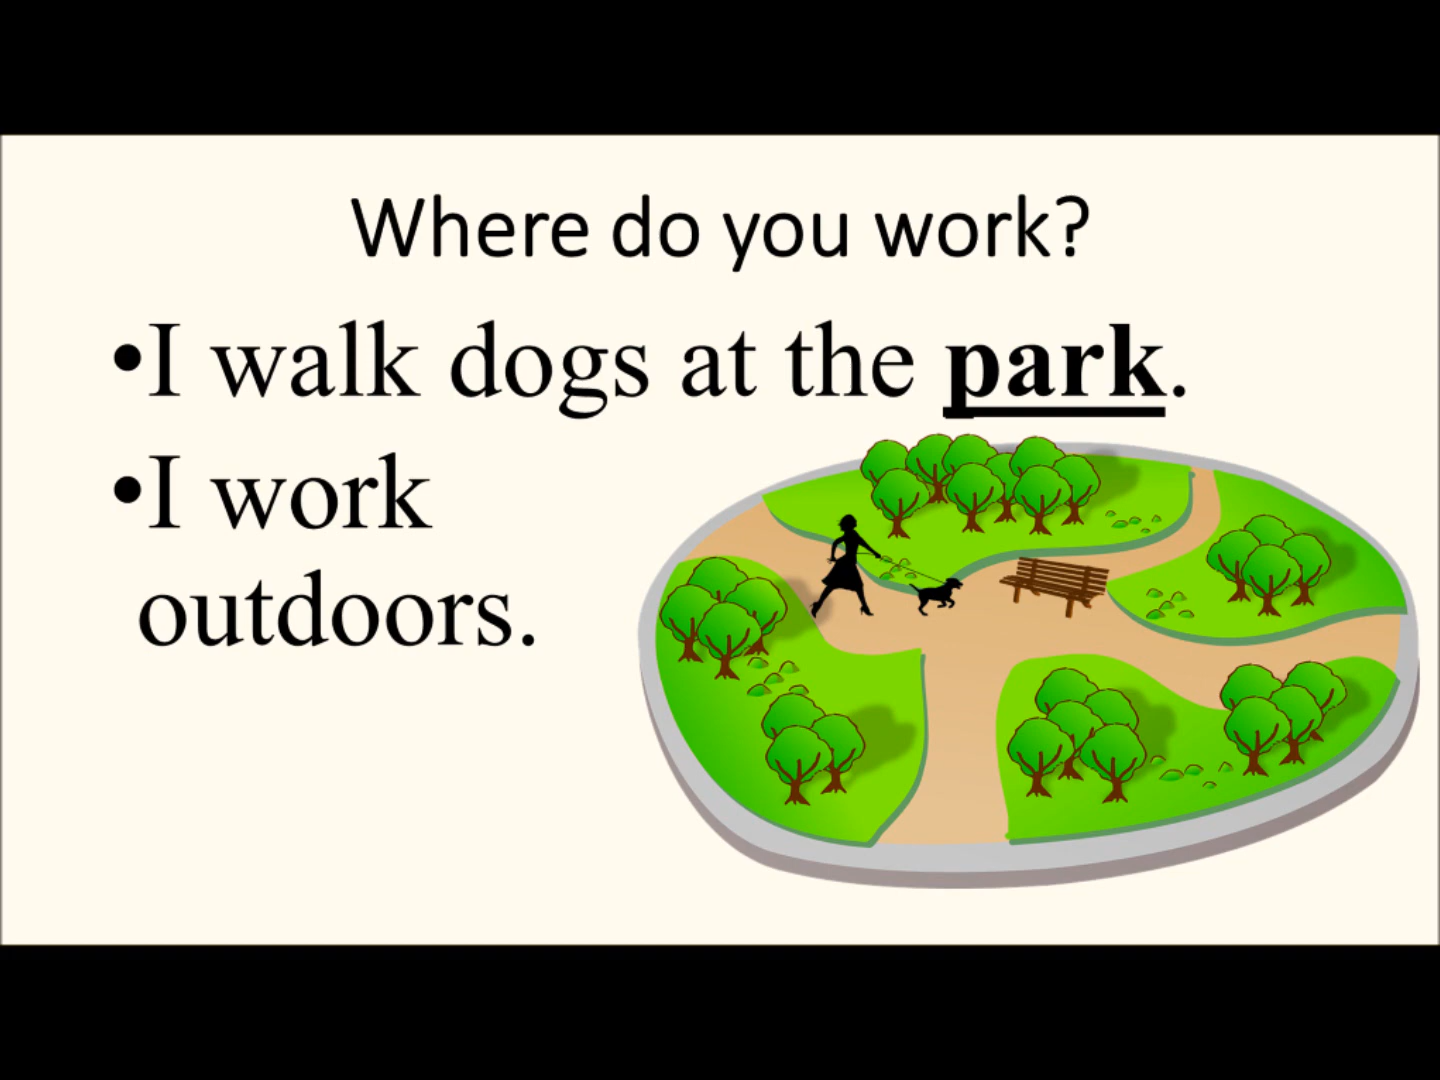 Where do you work?
•I walk dogs at the park.
•I work
outdoors.